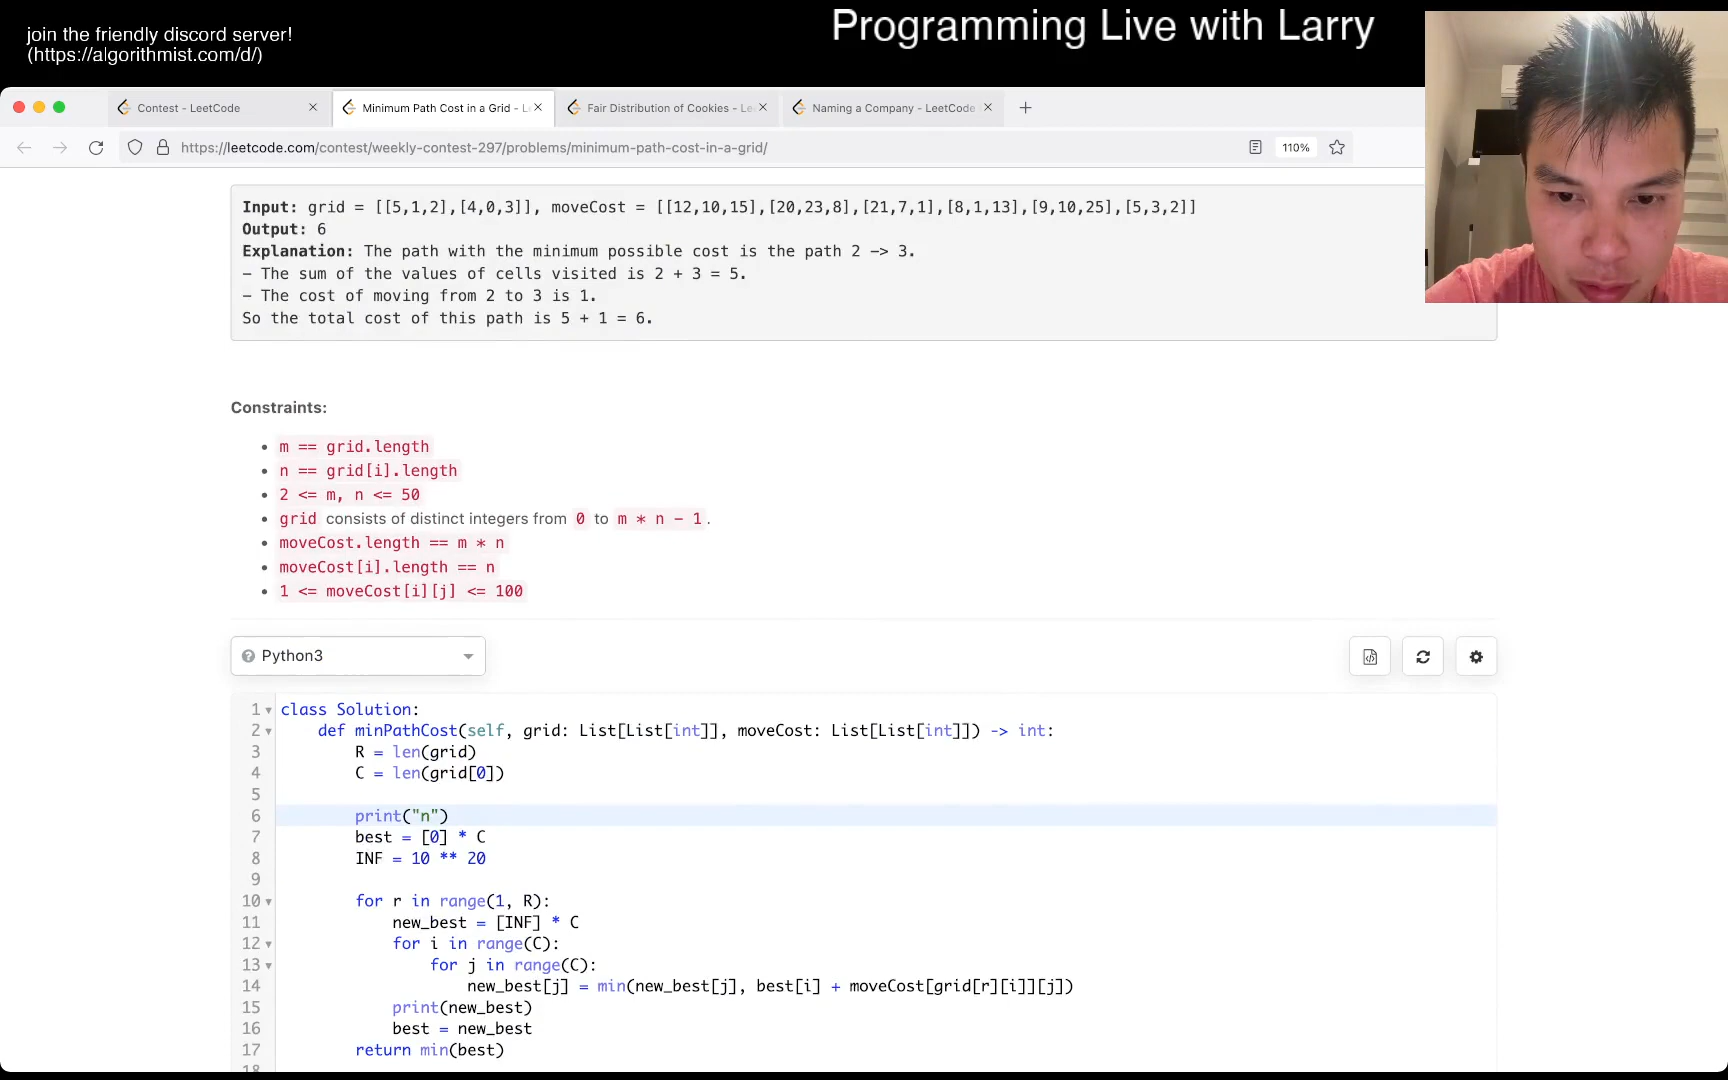 join the friendly discord server!
(https://algorithmist.com/d/)
Programming Live with Larry
Contest - LeetCode
Minimum Path Cost in a Grid - L
Fair Distribution of Cookies - Le
Naming a Company - LeetCode
https://leetcode.com/contest/weekly-contest-297/problems/minimum-path-cost-in-a-grid/
110%
Input: grid = [[5,1,2],[4,0,3]], moveCost = [[12,10,15],[20,23,8],[21,7,1],[8,1,13],[9,10,25],[5,3,2]]
Output: 6
Explanation: The path with the minimum possible cost is the path 2 -> 3.
- The sum of the values of cells visited is 2 + 3 = 5.
- The cost of moving from 2 to 3 is 1.
So the total cost of this path is 5 + 1 = 6.
Constraints:
• m == grid.length
• n == grid[i].length
• 2 <= m, n <= 50
• grid consists of distinct integers from 0 to m * n - 1.
• moveCost.length == m * n
• moveCost[i].length == n
• 1 <= moveCost[i][j] <= 100
Python3
1 class Solution:
2     def minPathCost(self, grid: List[List[int]], moveCost: List[List[int]]) -> int:
3         R = len(grid)
4         C = len(grid[0])
5
6         print("n")
7         best = [0] * C
8         INF = 10 ** 20
9
10         for r in range(1, R):
11             new_best = [INF] * C
12             for i in range(C):
13                 for j in range(C):
14                     new_best[j] = min(new_best[j], best[i] + moveCost[grid[r][i]][j])
15             print(new_best)
16             best = new_best
17         return min(best)
18